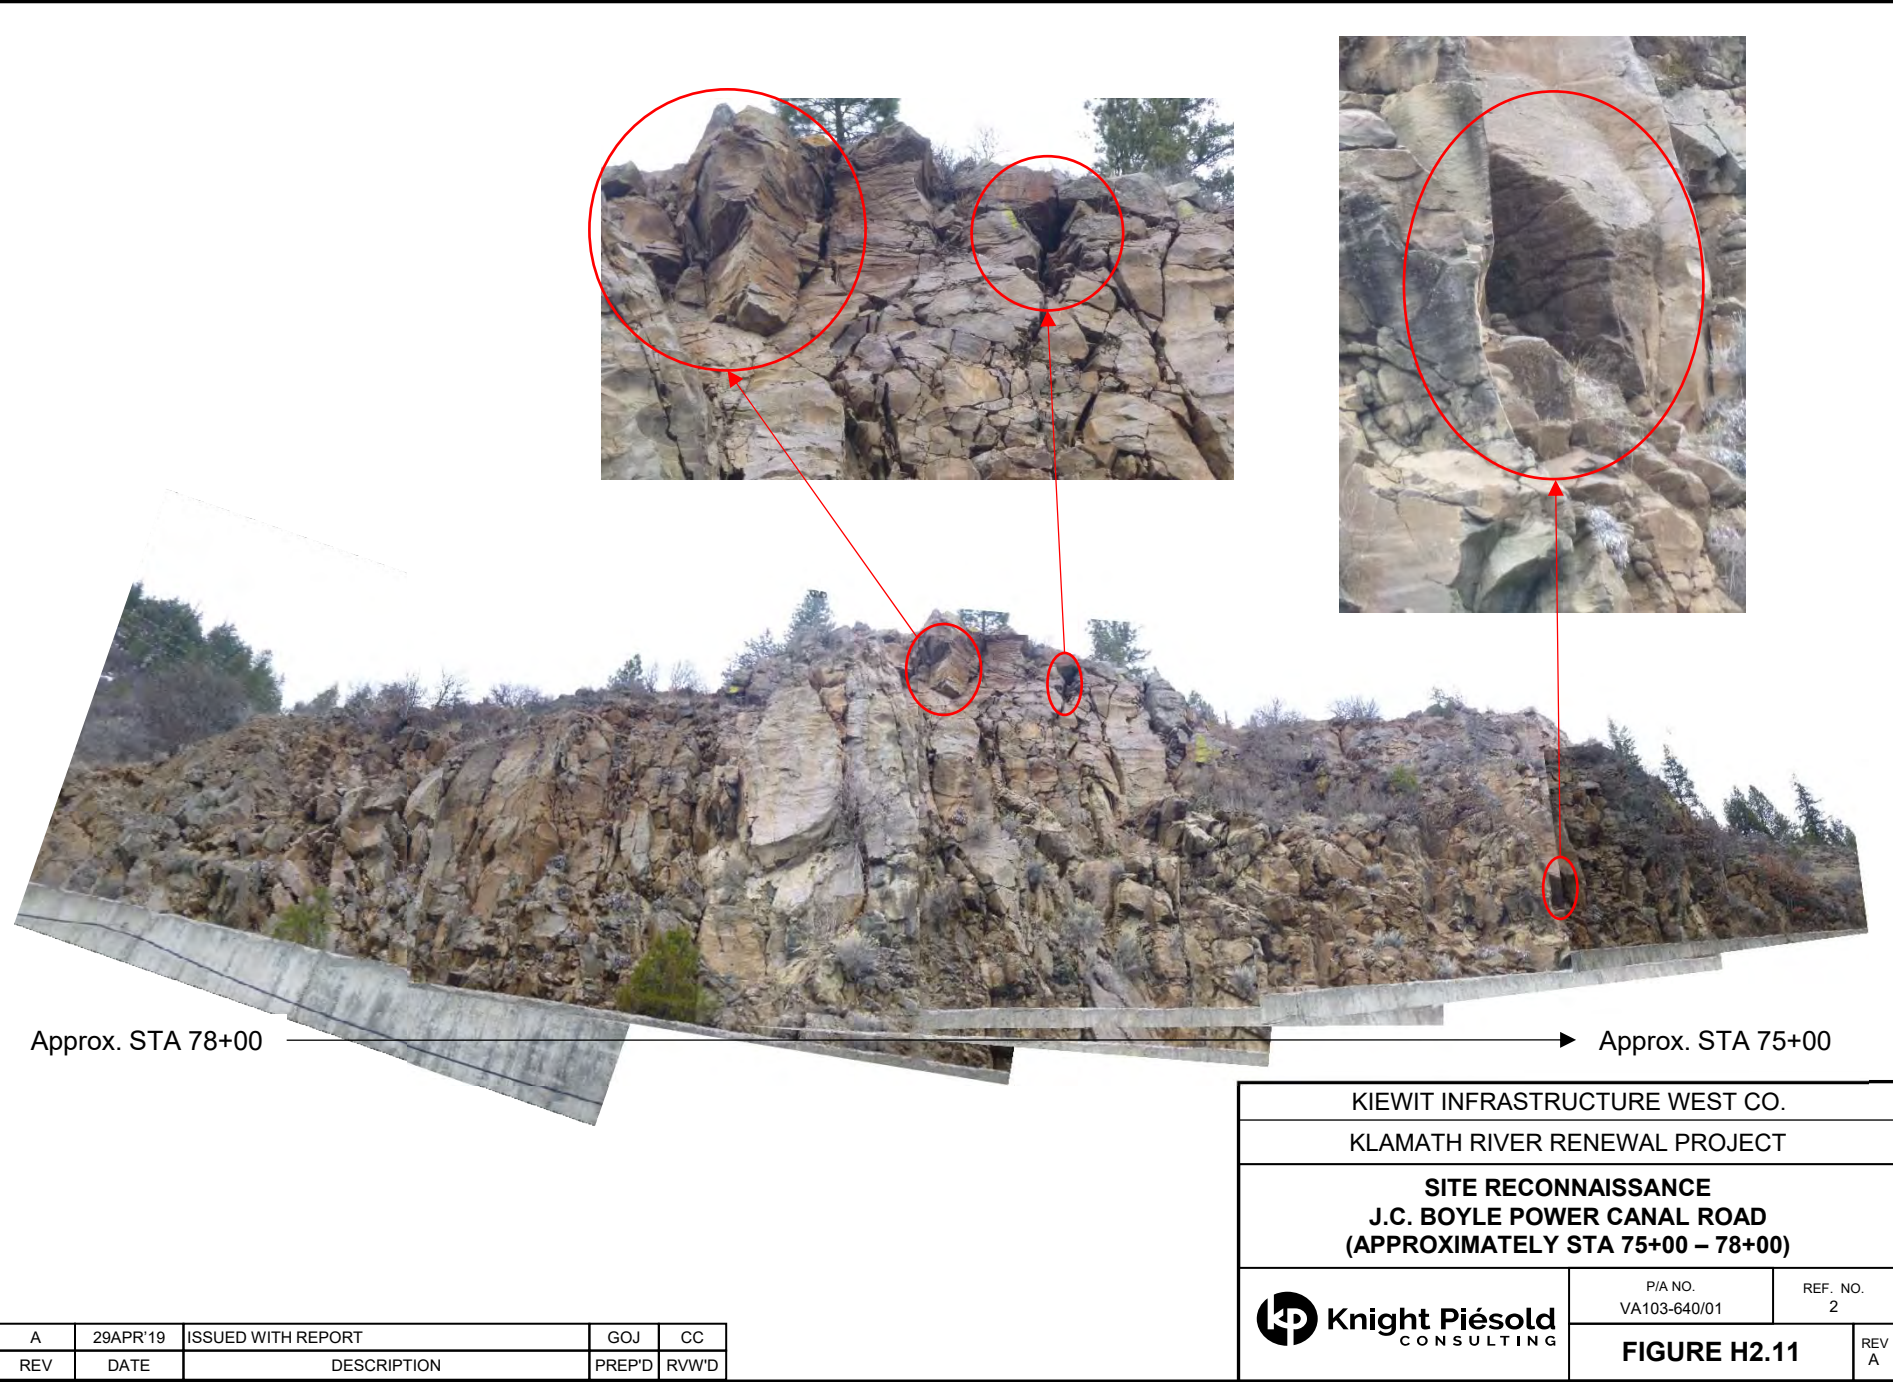 Approx. STA 78+00
Approx. STA 75+00
KIEWIT INFRASTRUCTURE WEST CO.
KLAMATH RIVER RENEWAL PROJECT
SITE RECONNAISSANCE
J.C. BOYLE POWER CANAL ROAD
(APPROXIMATELY STA 75+00 – 78+00)
kp Knight Piésold
CONSULTING
P/A NO.
VA103-640/01
REF. NO.
2
FIGURE H2.11
REV
A
A 29APR'19 ISSUED WITH REPORT GOJ CC
REV DATE DESCRIPTION PREP'D RVW'D